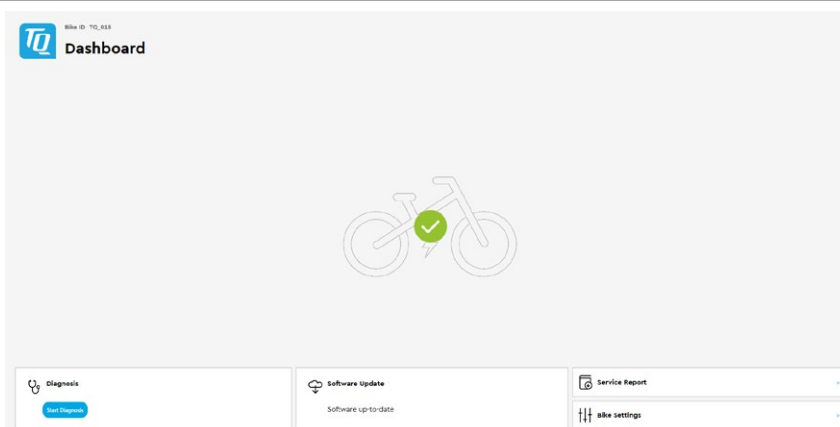 TQ
Bike ID TQ_015
Dashboard
Diagnosis
Start Diagnosis
Software Update
Software up-to-date
Service Report
Bike Settings